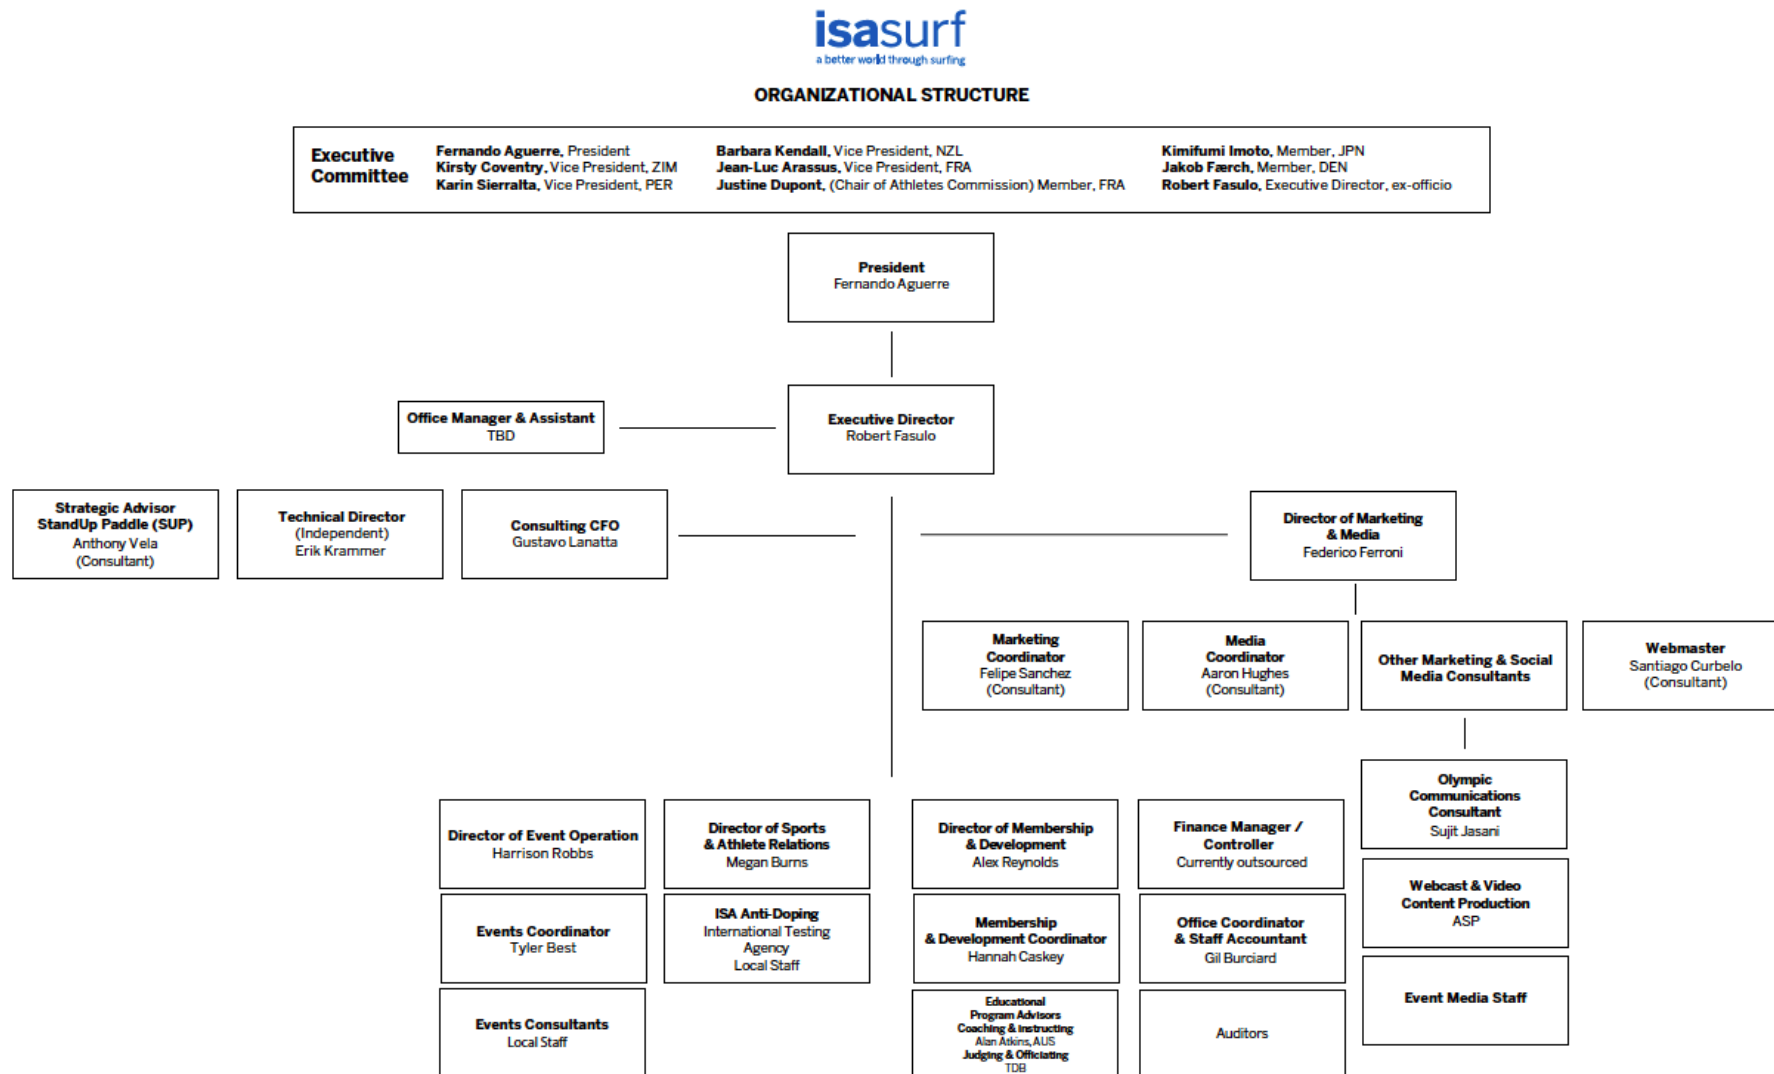 isasurf
a better world through surfing
ORGANIZATIONAL STRUCTURE
Executive
Committee
Fernando Aguerre, President
Kirsty Coventry, Vice President, ZIM
Karin Sierralta, Vice President, PER
Barbara Kendall, Vice President, NZL
Jean-Luc Arassus, Vice President, FRA
Justine Dupont, (Chair of Athletes Commission) Member, FRA
Kimifumi Imoto, Member, JPN
Jakob Færch, Member, DEN
Robert Fasulo, Executive Director, ex-officio
President
Fernando Aguerre
Office Manager & Assistant
TBD
Executive Director
Robert Fasulo
Strategic Advisor
StandUp Paddle (SUP)
Anthony Vela
(Consultant)
Technical Director
(Independent)
Erik Krammer
Consulting CFO
Gustavo Lanatta
Director of Marketing
& Media
Federico Ferroni
Marketing
Coordinator
Felipe Sanchez
(Consultant)
Media
Coordinator
Aaron Hughes
(Consultant)
Other Marketing & Social
Media Consultants
Webmaster
Santiago Curbelo
(Consultant)
Olympic
Communications
Consultant
Sujit Jasani
Director of Event Operation
Harrison Robbs
Director of Sports
& Athlete Relations
Megan Burns
Director of Membership
& Development
Alex Reynolds
Finance Manager /
Controller
Currently outsourced
Webcast & Video
Content Production
ASP
Events Coordinator
Tyler Best
ISA Anti-Doping
International Testing
Agency
Local Staff
Membership
& Development Coordinator
Hannah Caskey
Office Coordinator
& Staff Accountant
Gil Burciard
Event Media Staff
Events Consultants
Local Staff
Educational
Program Advisors
Coaching & Instructing
Alan Atkins, AUS
Judging & Officiating
TDB
Auditors